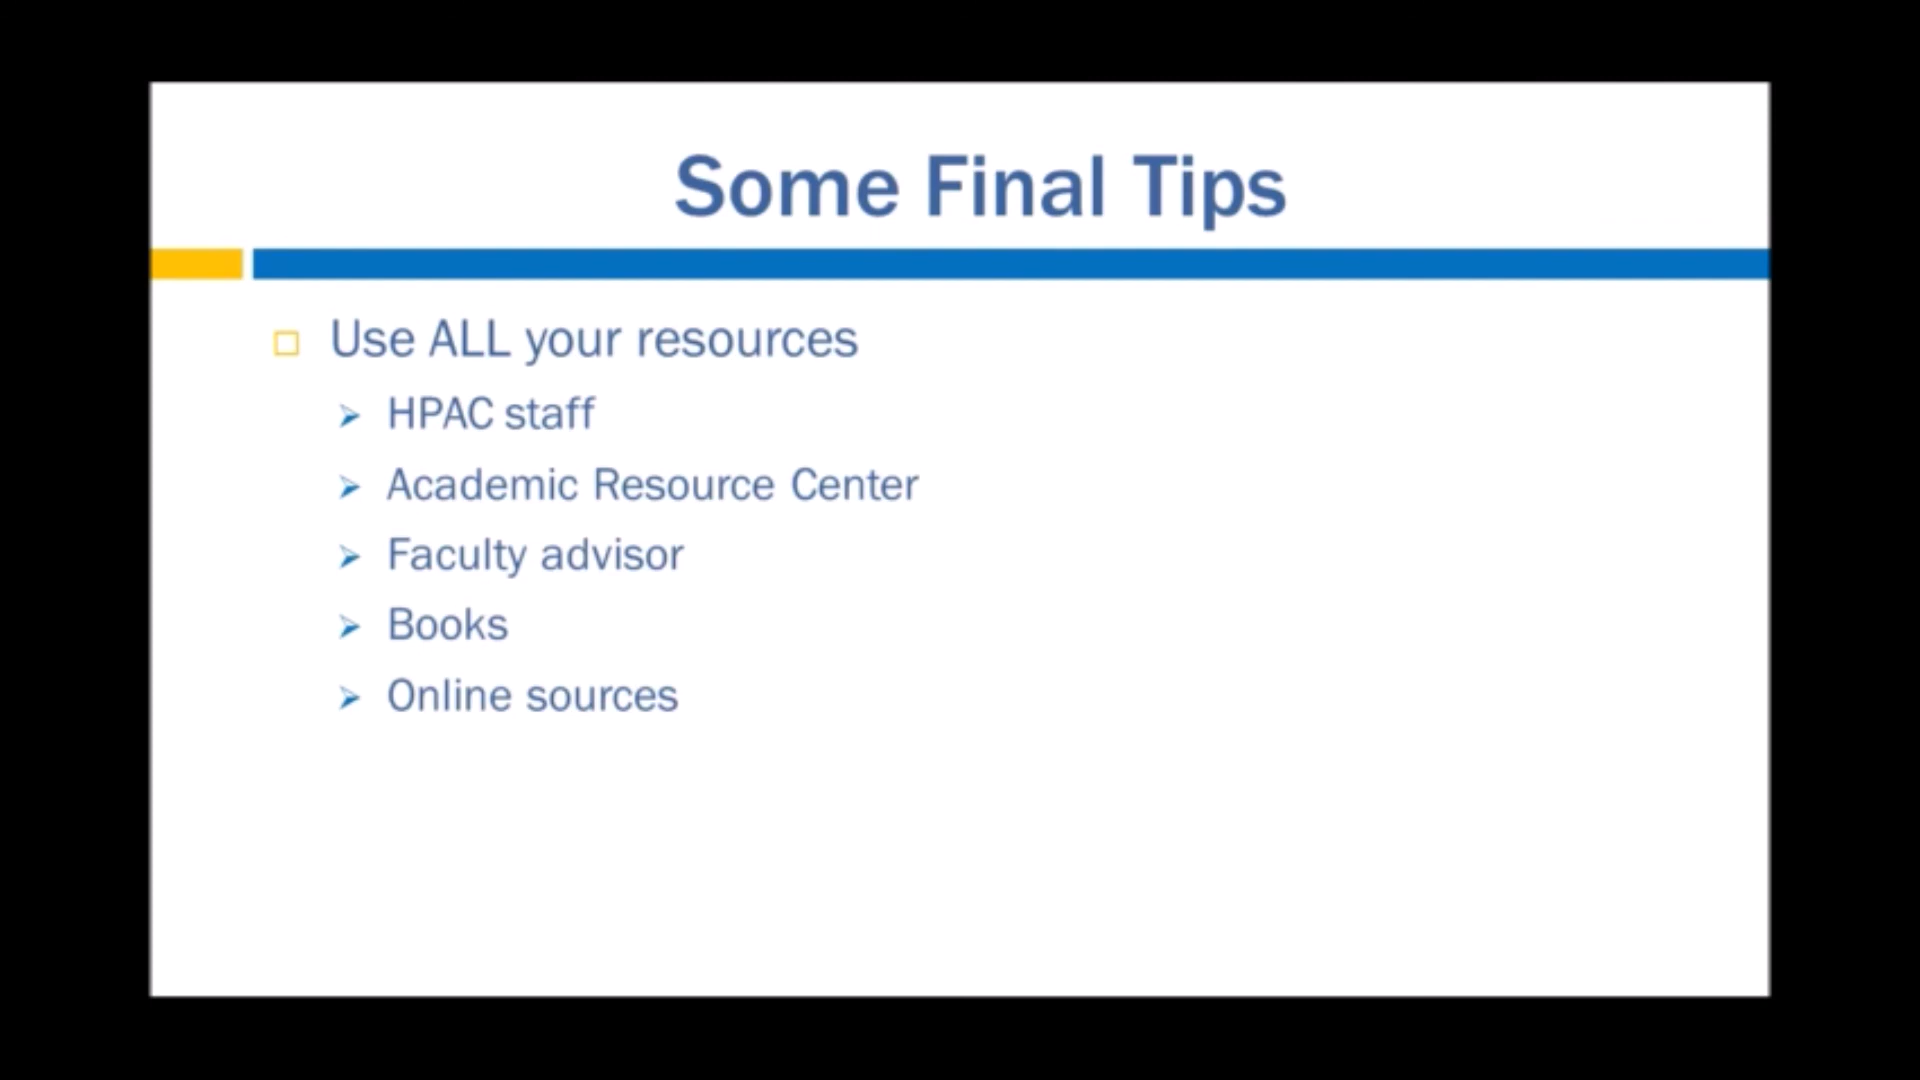 Some Final Tips
Use ALL your resources
HPAC staff
Academic Resource Center
Faculty advisor
Books
Online sources